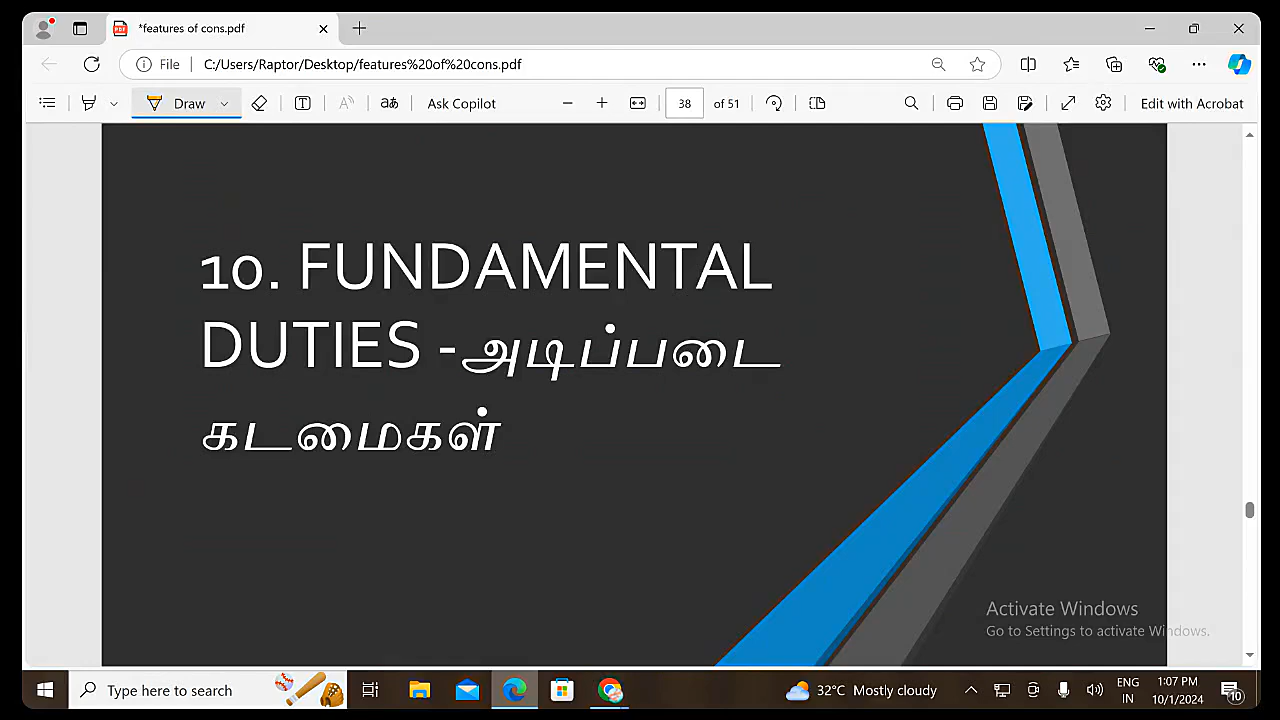 *features of cons.pdf
File C:/Users/Raptor/Desktop/features%20of%20cons.pdf
Draw Ask Copilot 38 of 51 Edit with Acrobat
10. FUNDAMENTAL
DUTIES -அடிப்படை
கடமைகள்
Activate Windows
Go to Settings to activate Windows.
Type here to search 32°C Mostly cloudy ENG IN 1:07 PM 10/1/2024 10